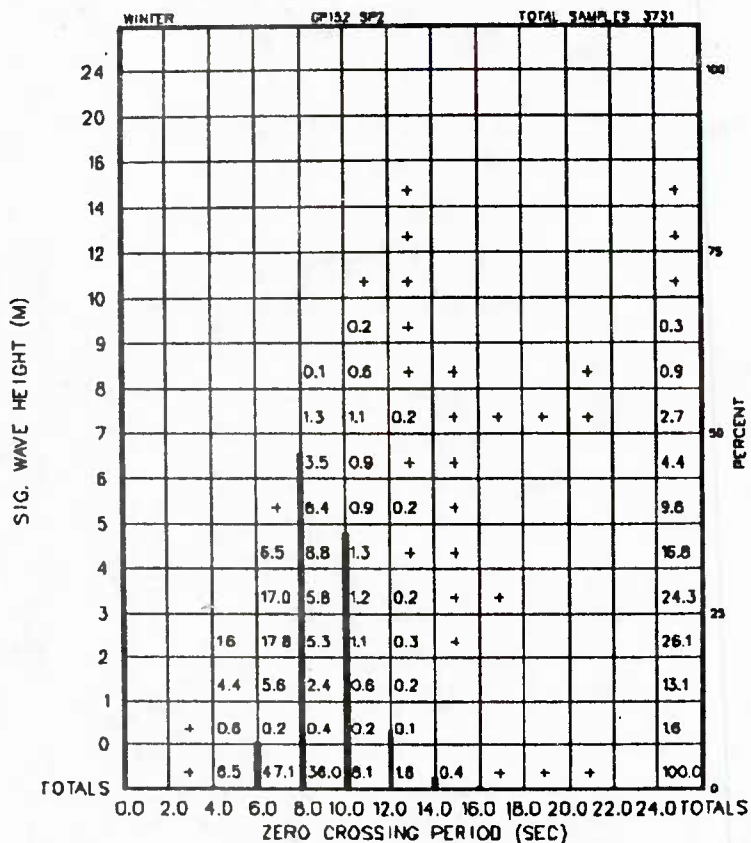 WINTER GP152 SP2 TOTAL SAMPLES 3731
24 100
20
16
+ +
14
+ + 75
12
+ + +
10
0.2 + 0.3
9
0.1 0.6 + + + 0.9
8
1.3 1.1 0.2 + + + + 2.7
7 50
3.5 0.9 + + 4.4
6
+ 8.4 0.9 0.2 + 9.8
5
6.5 8.8 1.3 + + 16.8
4
17.0 5.8 1.2 0.2 + + 24.3
3 25
16 17.8 5.3 1.1 0.3 + 26.1
2
4.4 5.6 2.4 0.6 0.2 13.1
1
+ 0.6 0.2 0.4 0.2 0.1 16
0
+ 6.5 47.1 36.0 8.1 1.8 0.4 + + + 100.0
TOTALS 0
0.0 2.0 4.0 6.0 8.0 10.0 12.0 14.0 16.0 18.0 20.0 22.0 24.0 TOTALS
ZERO CROSSING PERIOD (SEC)
SIG. WAVE HEIGHT (M)
PERCENT